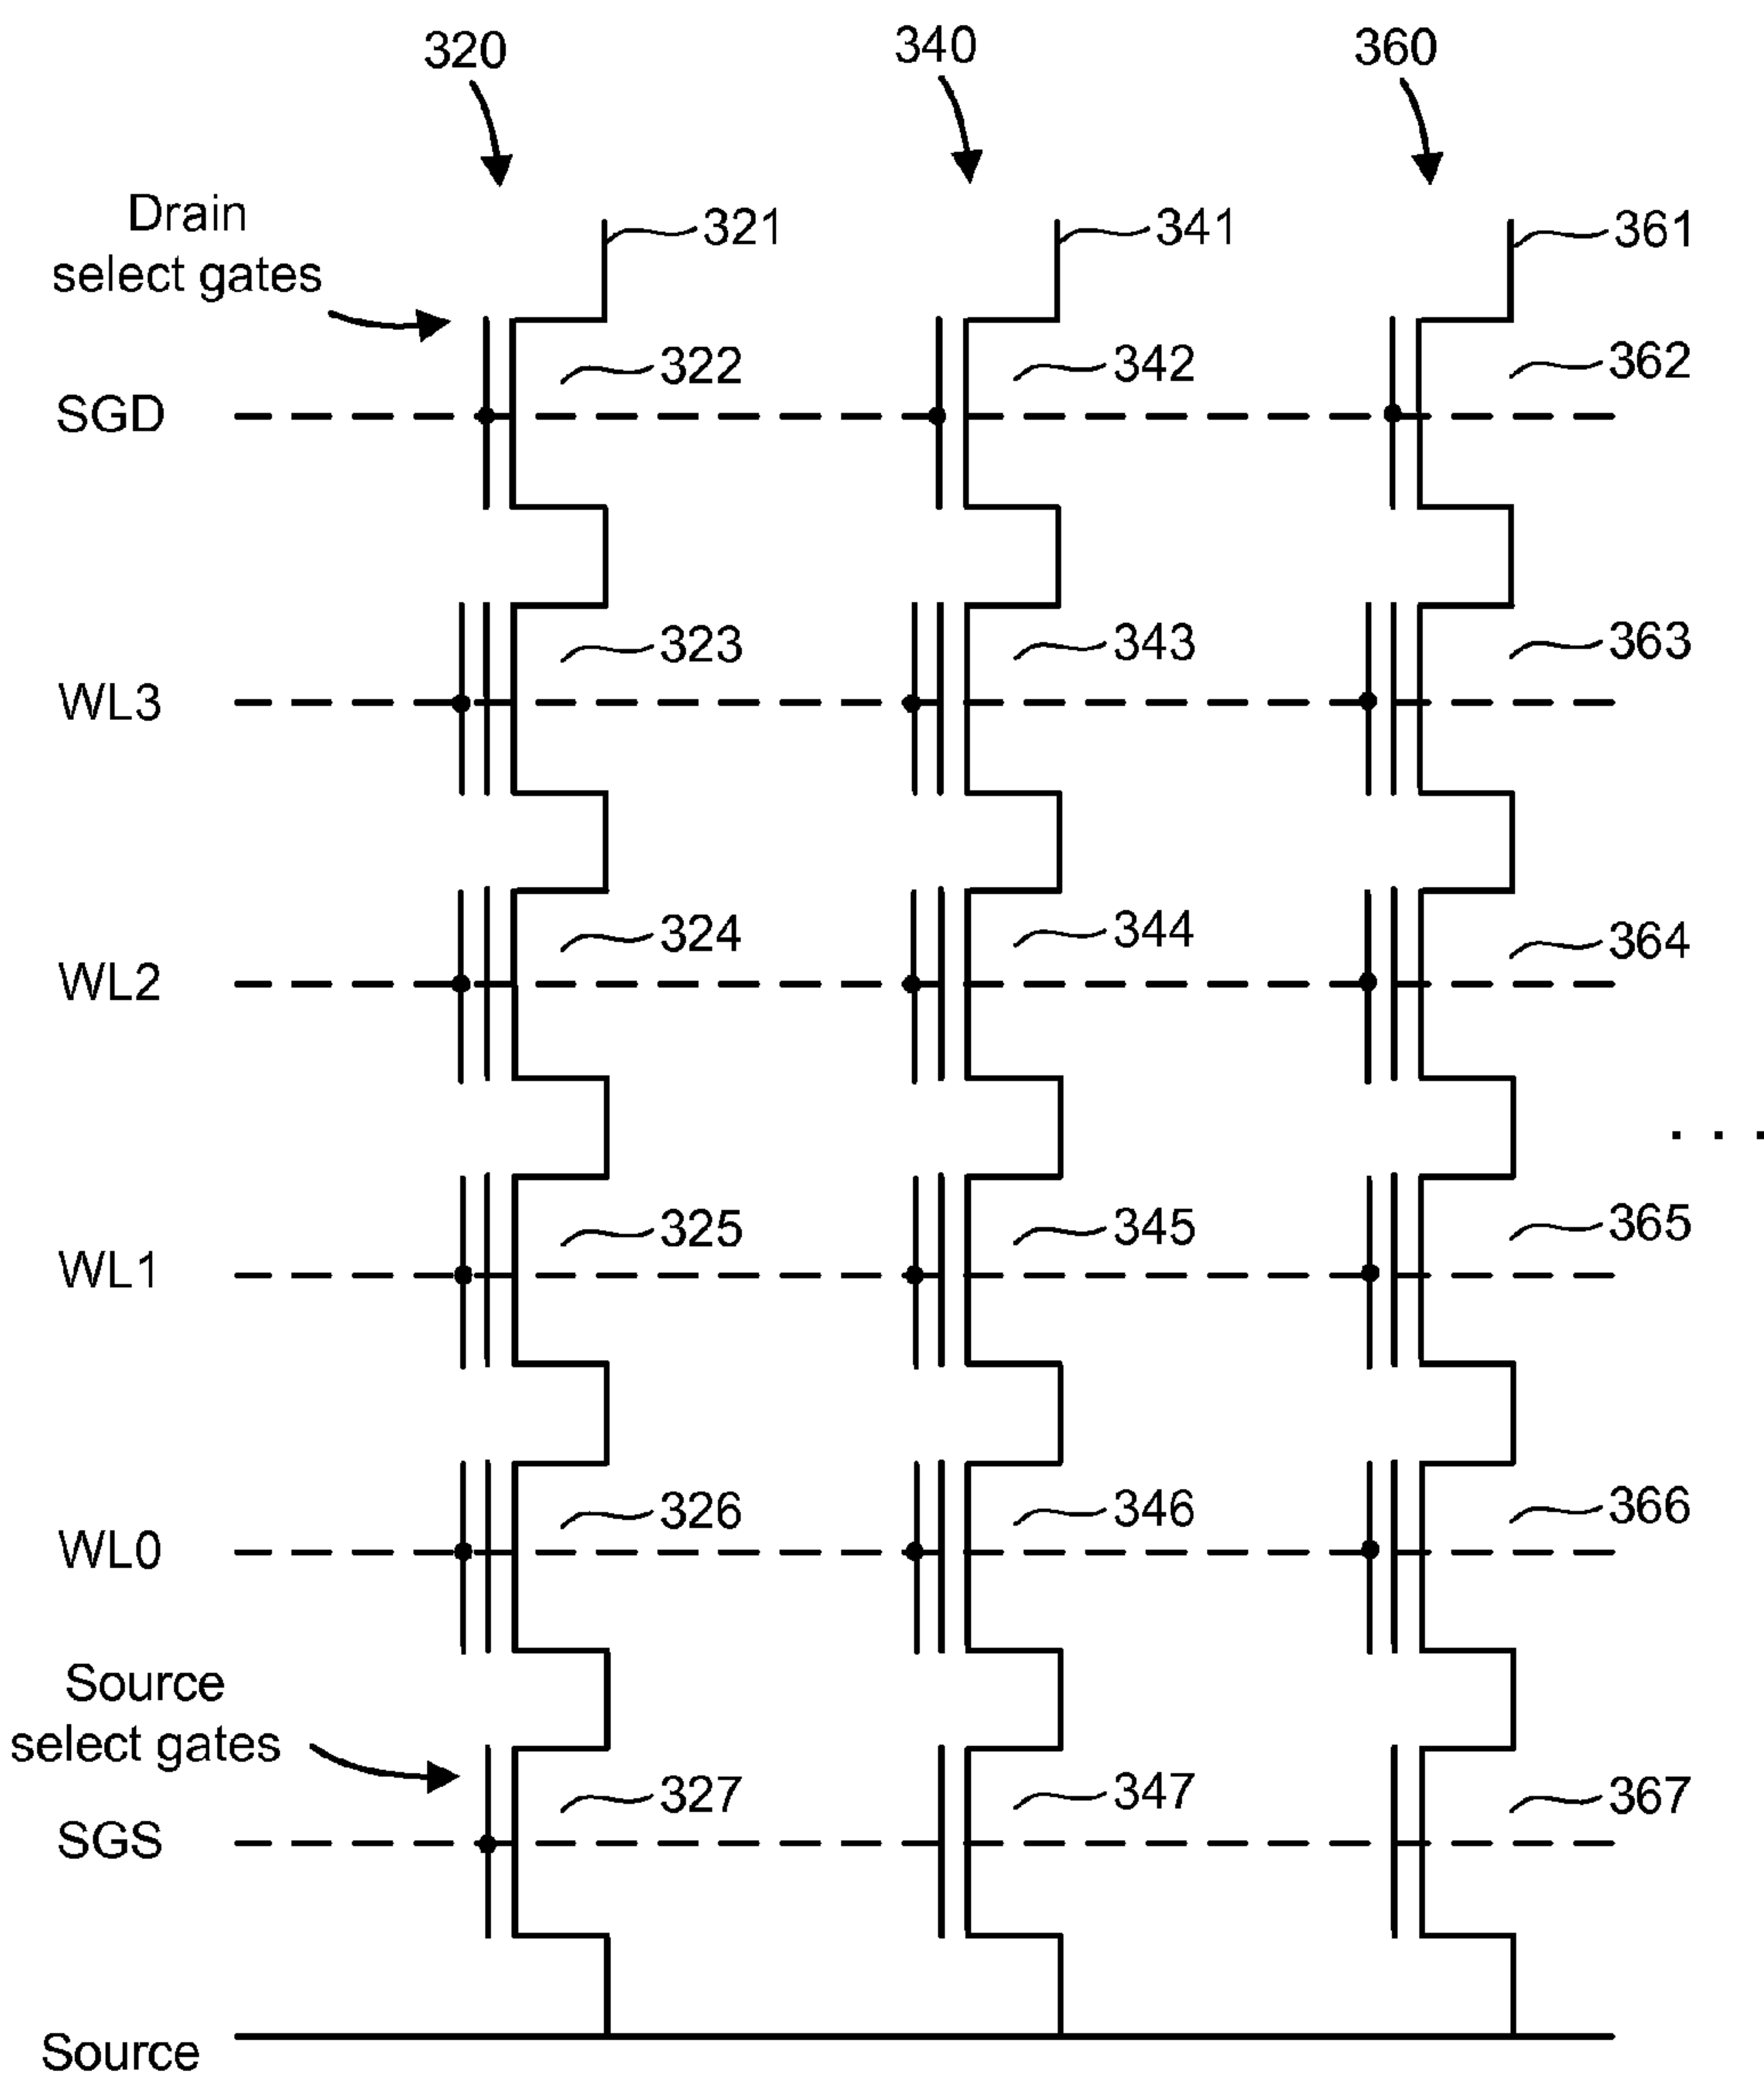 320
340
360
Drain
select gates
321
341
361
322
342
362
SGD
323
343
363
WL3
324
344
364
WL2
. . .
325
345
365
WL1
326
346
366
WL0
Source
select gates
327
347
367
SGS
Source